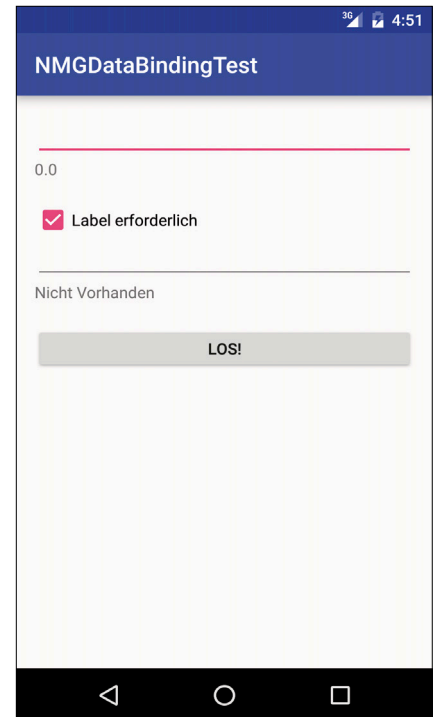 3G 4:51
NMGDataBindingTest
0.0
Label erforderlich
Nicht Vorhanden
LOS!